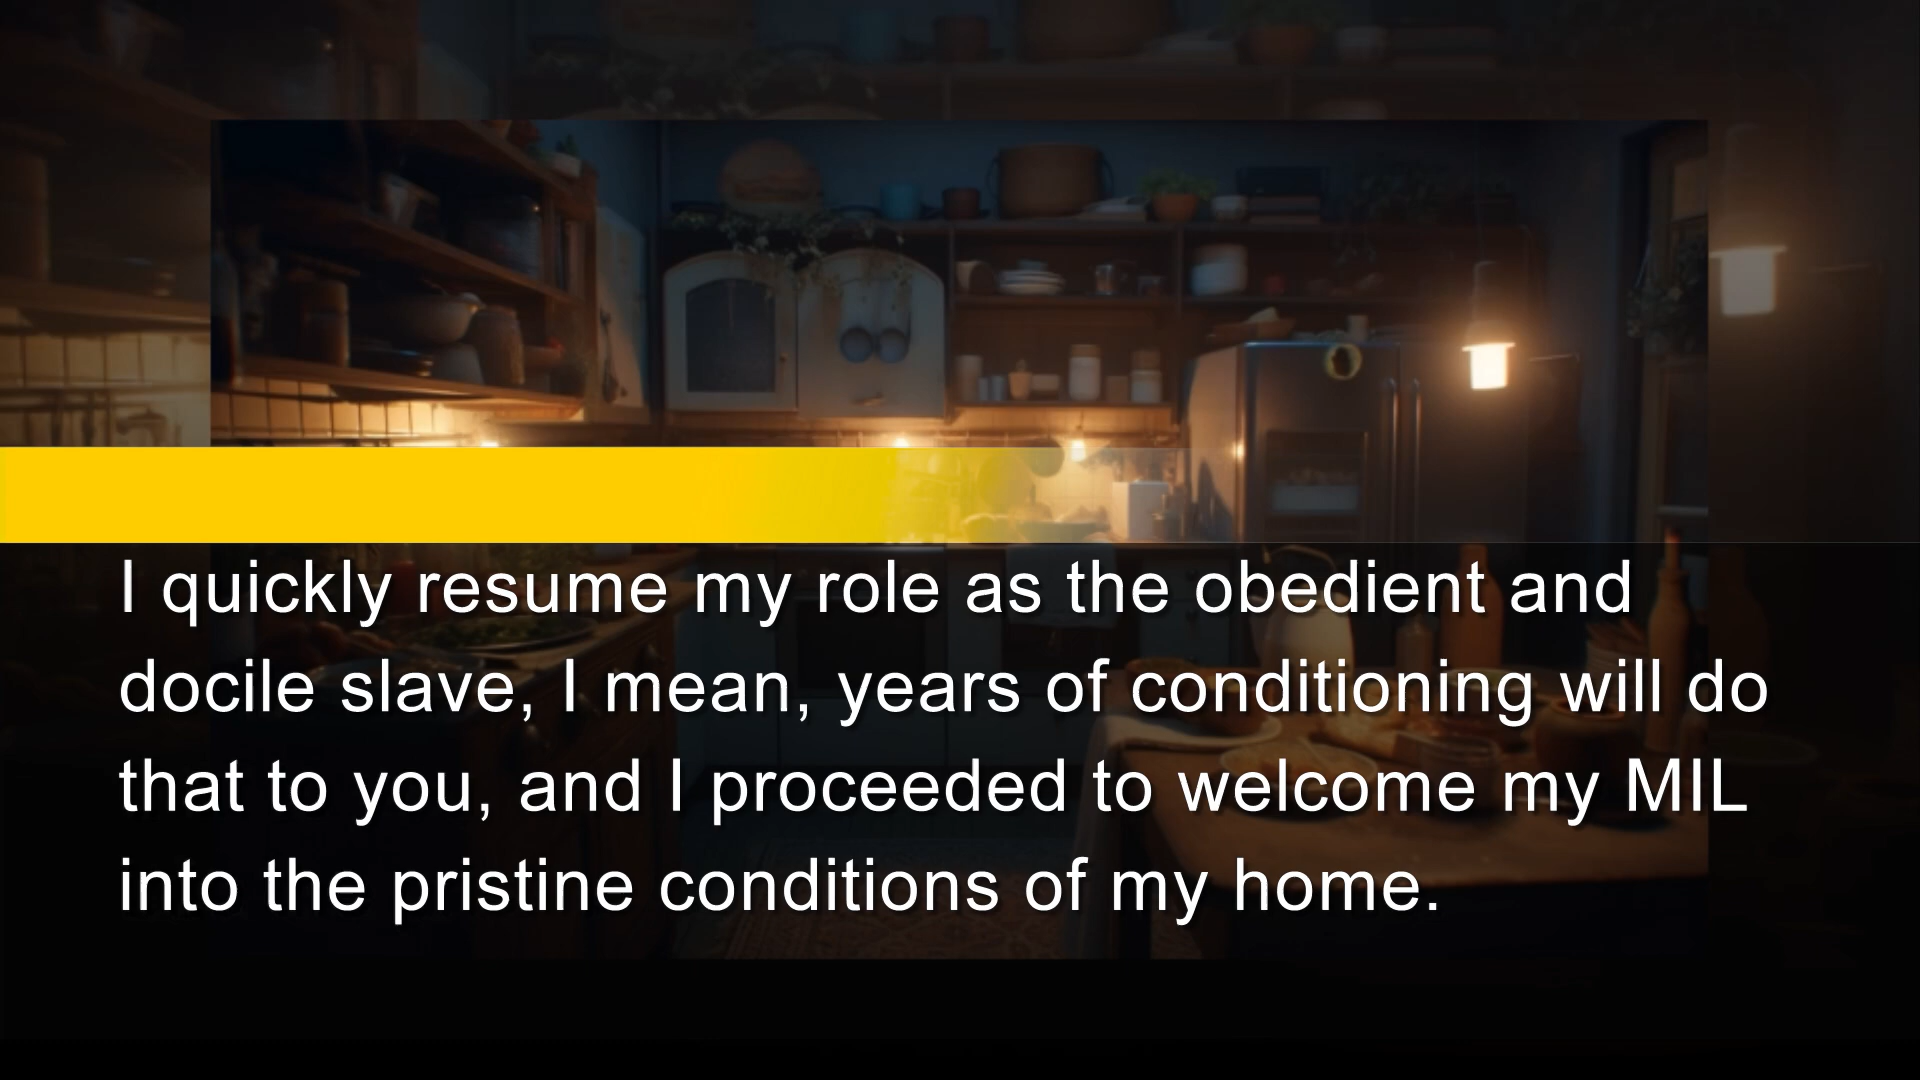 I quickly resume my role as the obedient and
docile slave, I mean, years of conditioning will do
that to you, and I proceeded to welcome my MIL
into the pristine conditions of my home.